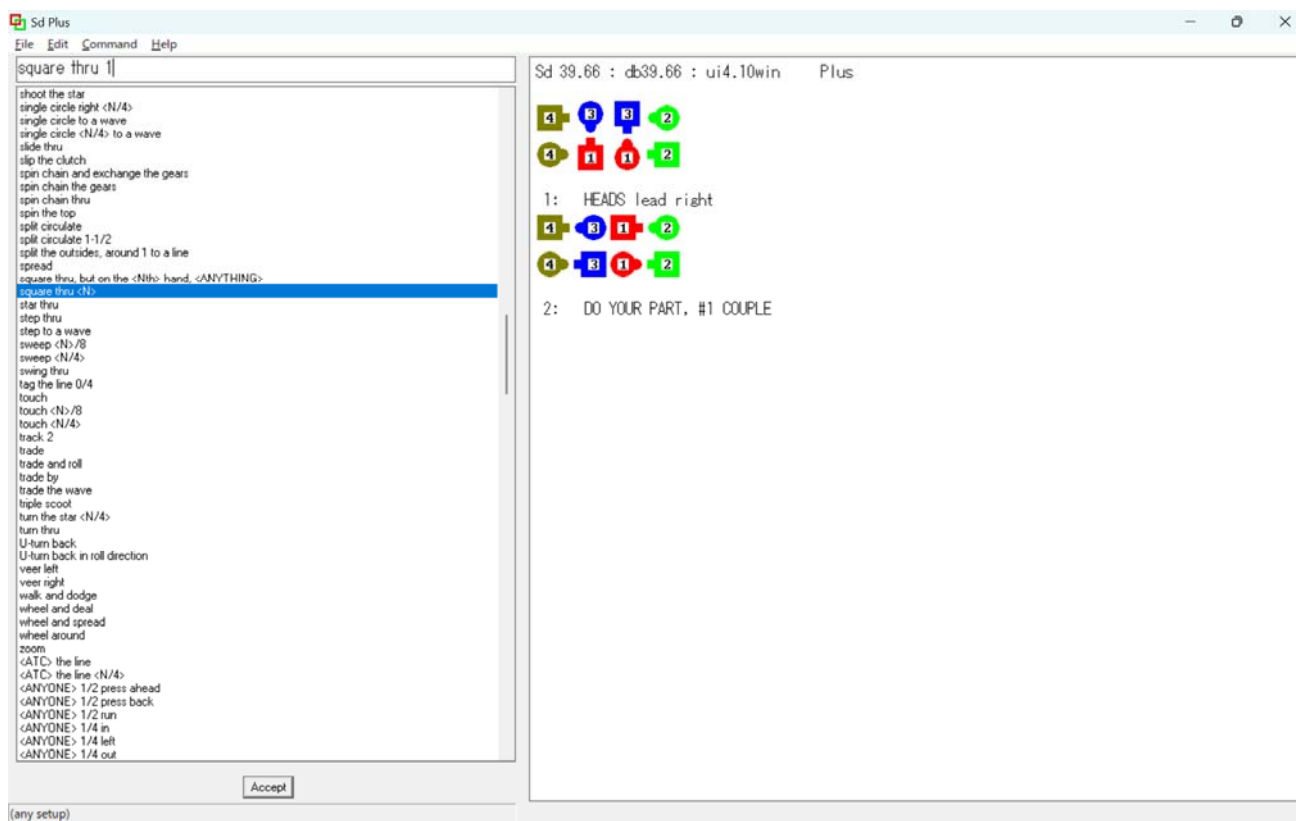 Sd Plus
File Edit Command Help
square thru 1
shoot the star
single circle right <N/4>
single circle to a wave
single circle <N/4> to a wave
slide thru
slip the clutch
spin chain and exchange the gears
spin chain the gears
spin chain thru
spin the top
split circulate
split circulate 1-1/2
split the outsides, around 1 to a line
spread
square thru, but on the <Nth> hand, <ANYTHING>
square thru <N>
star thru
step thru
step to a wave
sweep <N>/8
sweep <N/4>
swing thru
tag the line 0/4
touch
touch <N>/8
touch <N/4>
track 2
trade
trade and roll
trade by
trade the wave
triple scoot
turn the star <N/4>
turn thru
U-turn back
U-turn back in roll direction
veer left
veer right
walk and dodge
wheel and deal
wheel and spread
wheel around
zoom
<ATC> the line
<ATC> the line <N/4>
<ANYONE> 1/2 press ahead
<ANYONE> 1/2 press back
<ANYONE> 1/2 run
<ANYONE> 1/4 in
<ANYONE> 1/4 left
<ANYONE> 1/4 out
Accept
(any setup)
Sd 39.66 : db39.66 : ui4.10win Plus
4 3 3 2
4 1 1 2
1: HEADS lead right
4 3 1 2
4 3 1 2
2: DO YOUR PART, #1 COUPLE